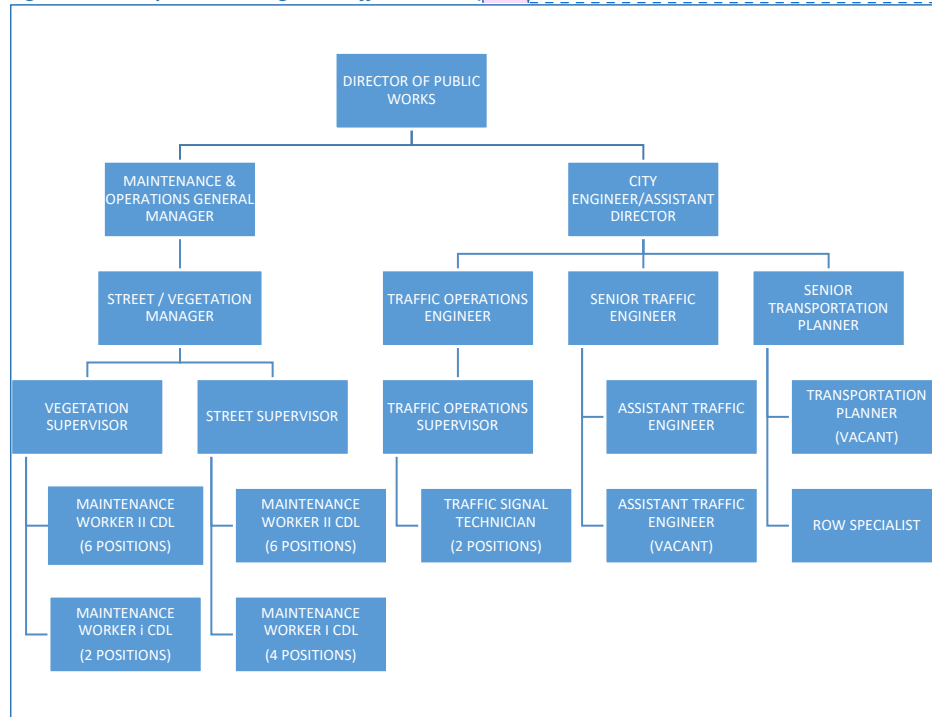 DIRECTOR OF PUBLIC
WORKS
MAINTENANCE &
OPERATIONS GENERAL
MANAGER
CITY
ENGINEER/ASSISTANT
DIRECTOR
STREET / VEGETATION
MANAGER
TRAFFIC OPERATIONS
ENGINEER
SENIOR TRAFFIC
ENGINEER
SENIOR
TRANSPORTATION
PLANNER
VEGETATION
SUPERVISOR
STREET SUPERVISOR
TRAFFIC OPERATIONS
SUPERVISOR
ASSISTANT TRAFFIC
ENGINEER
TRANSPORTATION
PLANNER
(VACANT)
MAINTENANCE
WORKER II CDL
(6 POSITIONS)
MAINTENANCE
WORKER II CDL
(6 POSITIONS)
TRAFFIC SIGNAL
TECHNICIAN
(2 POSITIONS)
ASSISTANT TRAFFIC
ENGINEER
(VACANT)
ROW SPECIALIST
MAINTENANCE
WORKER i CDL
(2 POSITIONS)
MAINTENANCE
WORKER I CDL
(4 POSITIONS)